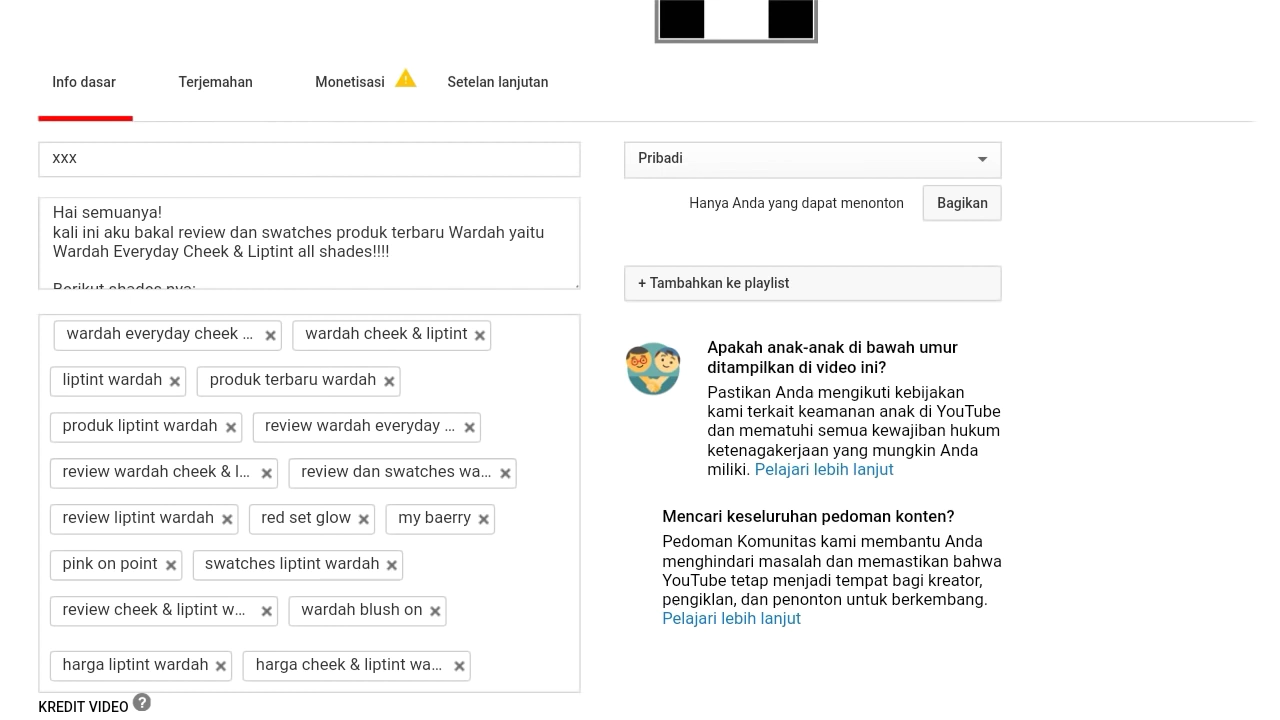 Info dasar
Terjemahan
Monetisasi
Setelan lanjutan
xxx
Hai semuanya!
kali ini aku bakal review dan swatches produk terbaru Wardah yaitu
Wardah Everyday Cheek & Liptint all shades!!!!
Berikut shades nya:
wardah everyday cheek ...
wardah cheek & liptint
liptint wardah
produk terbaru wardah
produk liptint wardah
review wardah everyday ...
review wardah cheek & l...
review dan swatches wa...
review liptint wardah
red set glow
my baerry
pink on point
swatches liptint wardah
review cheek & liptint w...
wardah blush on
harga liptint wardah
harga cheek & liptint wa...
KREDIT VIDEO ?
Pribadi
Hanya Anda yang dapat menonton
Bagikan
+ Tambahkan ke playlist
Apakah anak-anak di bawah umur
ditampilkan di video ini?
Pastikan Anda mengikuti kebijakan
kami terkait keamanan anak di YouTube
dan mematuhi semua kewajiban hukum
ketenagakerjaan yang mungkin Anda
miliki. Pelajari lebih lanjut
Mencari keseluruhan pedoman konten?
Pedoman Komunitas kami membantu Anda
menghindari masalah dan memastikan bahwa
YouTube tetap menjadi tempat bagi kreator,
pengiklan, dan penonton untuk berkembang.
Pelajari lebih lanjut